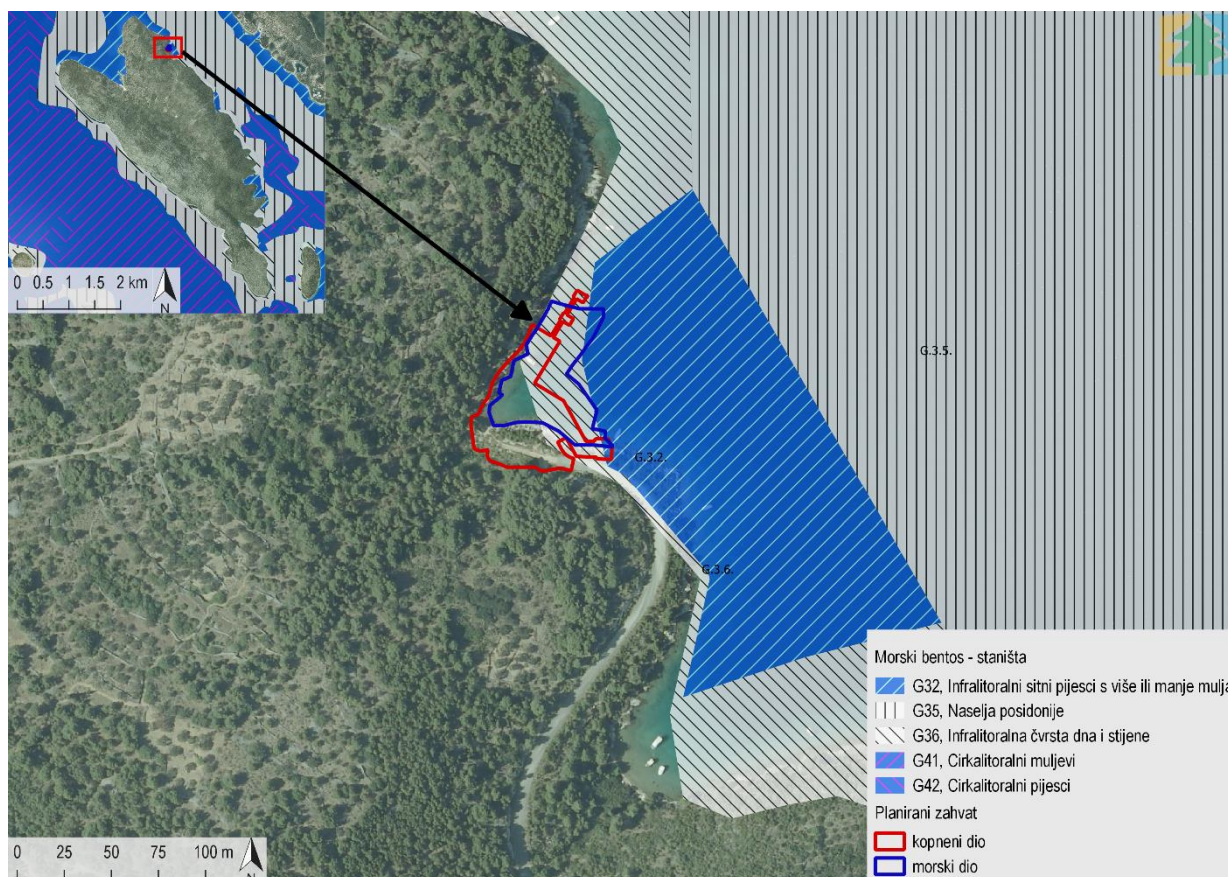 0 0.5 1 1.5 2 km
N
G.3.5.
G.3.2.
G.3.6.
Morski bentos - staništa
G32, Infralitoralni sitni pijesci s više ili manje mulja
G35, Naselja posidonije
G36, Infralitoralna čvrsta dna i stijene
G41, Cirkalitoralni muljevi
G42, Cirkalitoralni pijesci
Planirani zahvat
kopneni dio
morski dio
0 25 50 75 100 m
N